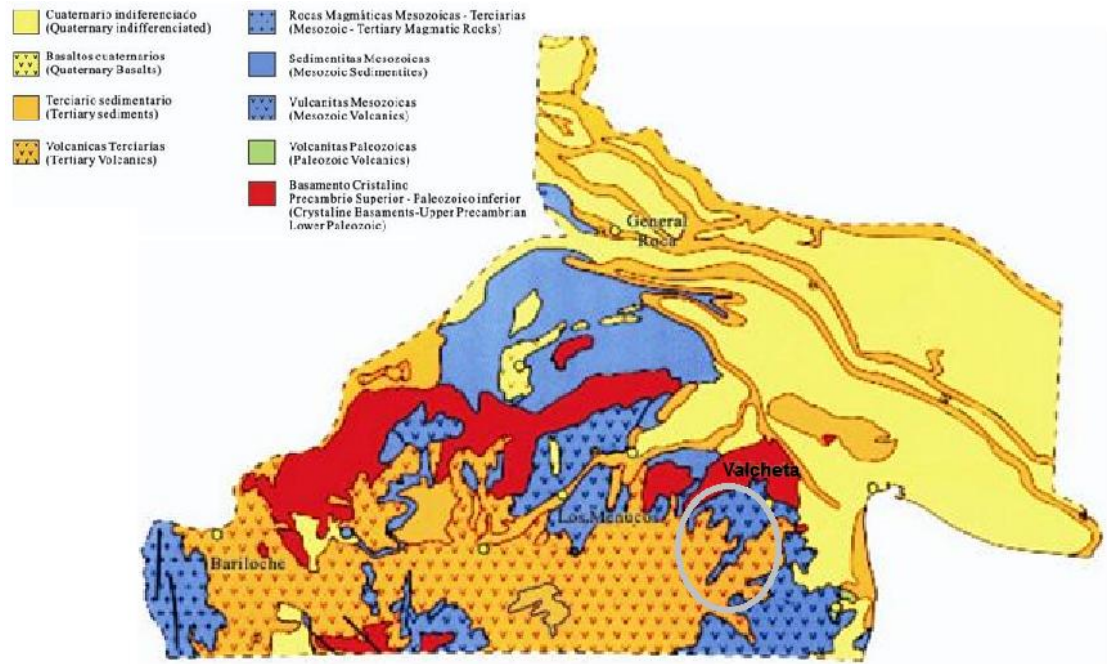 Cuaternario indiferenciado
(Quaternary indifferenciated)
Basaltos cuaternarios
(Quaternary Basalts)
Terciario sedimentario
(Tertiary sediments)
Volcanicas Terciarias
(Tertiary Volcanics)
Rocas Magmáticas Mesozoicas - Terciarias
(Mesozoic - Tertiary Magmatic Rocks)
Sedimentitas Mesozoicas
(Mesozoic Sedimentites)
Vulcanitas Mesozoicas
(Mesozoic Volcanics)
Volcanitas Paleozoicas
(Paleozoic Volcanics)
Basamento Cristalino
Precambrio Superior - Paleozoico inferior
(Crystaline Basaments-Upper Precambrian
Lower Paleozoic)
General
Roca
Valcheta
Los Menucos
Bariloche